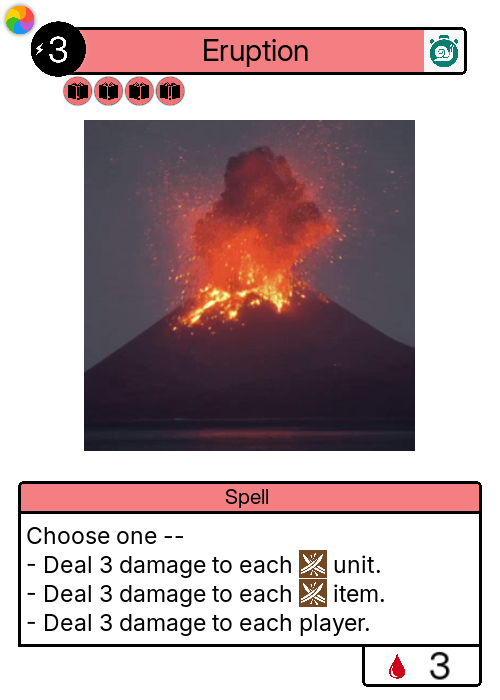 3 Eruption
Spell
Choose one --
- Deal 3 damage to each unit.
- Deal 3 damage to each item.
- Deal 3 damage to each player.
3